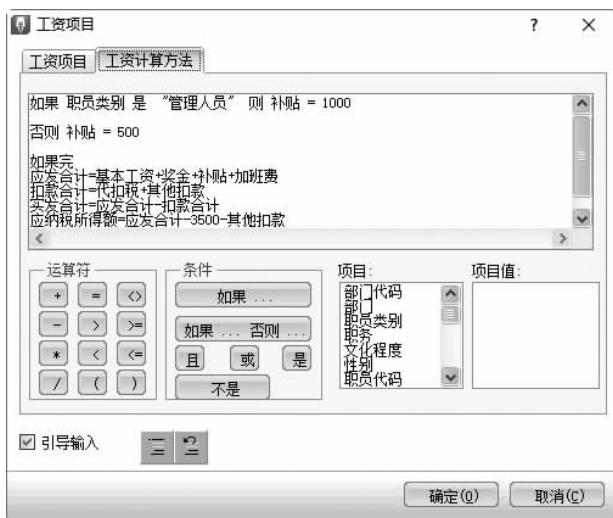 工资项目
?
×
工资项目 工资计算方法
如果 职员类别 是 “管理人员” 则 补贴 = 1000
否则 补贴 = 500
如果完
应发合计=基本工资+奖金+补贴+加班费
扣款合计=代扣税+其他扣款
实发合计=应发合计-扣款合计
应纳税所得额=应发合计-3500-其他扣款
运算符
+ = <>
- > >=
* < <=
/ ( )
条件
如果 ...
如果 ... 否则 ...
且 或 是
不是
项目:
部门代码
部门
职员类别
职务
文化程度
性别
职员代码
项目值:
引导输入
确定(O) 取消(C)